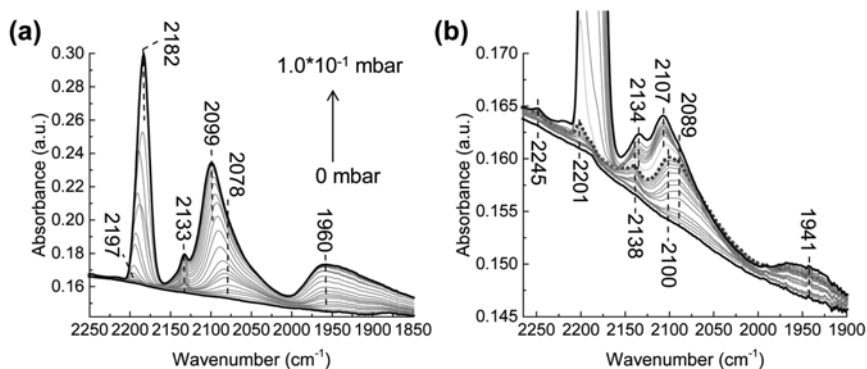 (a)
2182
1.0*10⁻¹ mbar
0 mbar
2197
2133
2099
2078
1960
0.30
0.28
0.26
0.24
0.22
0.20
0.18
0.16
Absorbance (a.u.)
2250 2200 2150 2100 2050 2000 1950 1900 1850
Wavenumber (cm⁻¹)
(b)
0.170
0.165
0.160
0.155
0.150
0.145
Absorbance (a.u.)
2245
2201
2134
2107
2089
2138
2100
1941
2250 2200 2150 2100 2050 2000 1950 1900
Wavenumber (cm⁻¹)